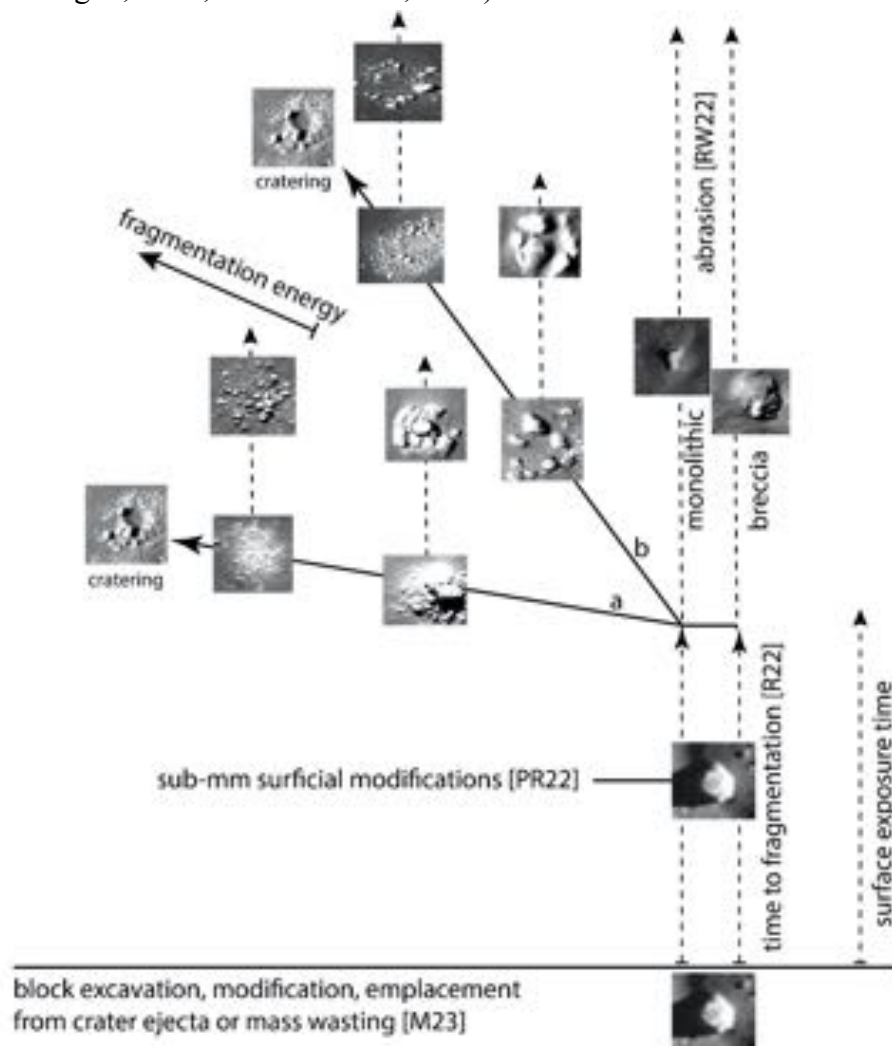 cratering
abrasion [RW22]
fragmentation energy
monolithic
breccia
b
a
cratering
time to fragmentation [R22]
surface exposure time
sub-mm surficial modifications [PR22]
block excavation, modification, emplacement
from crater ejecta or mass wasting [M23]